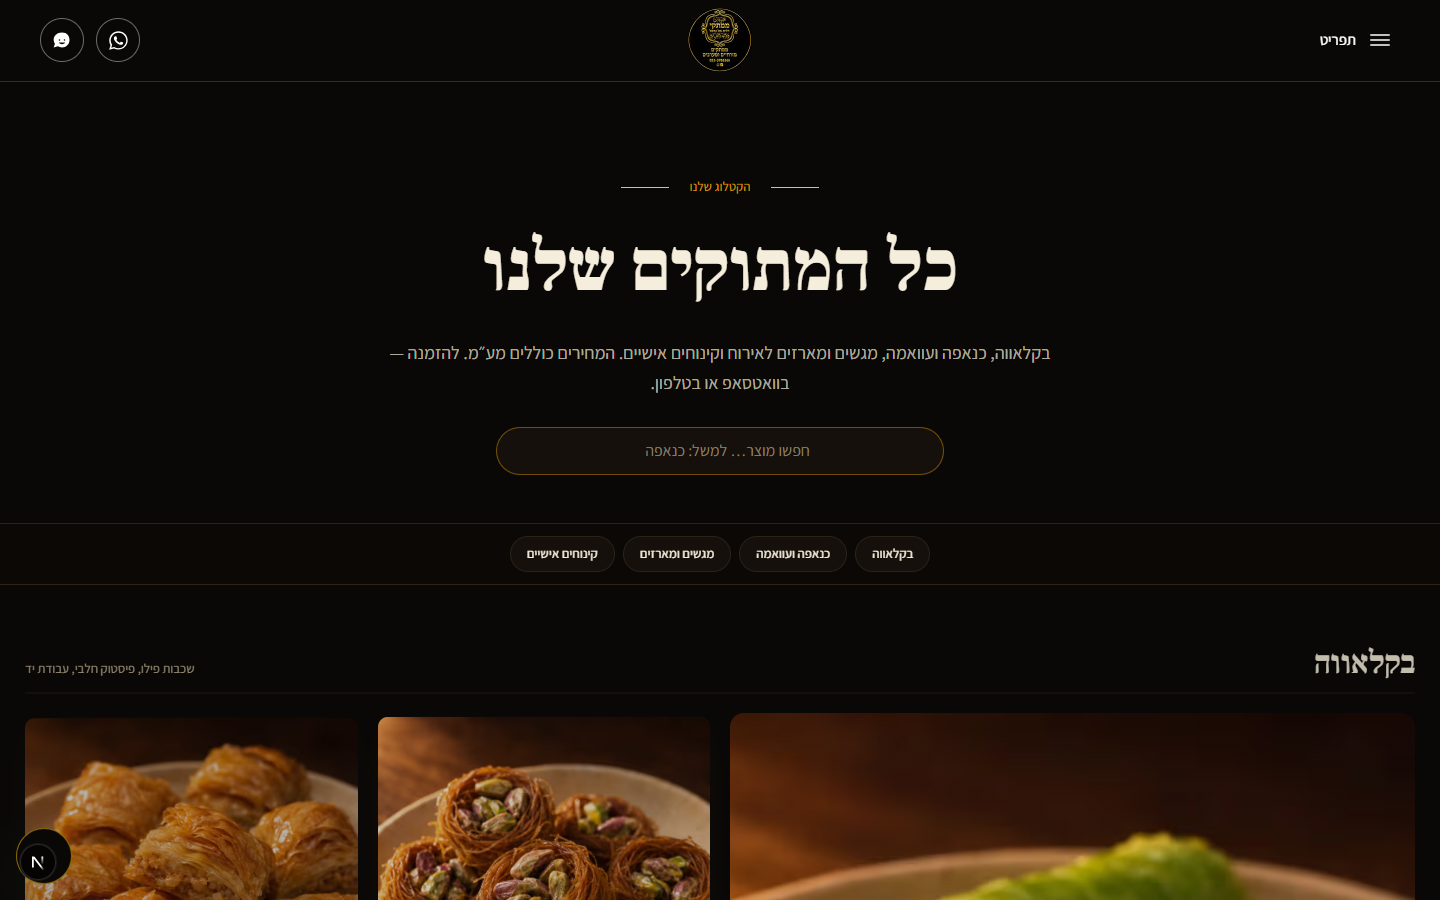 תפריט
ממתקי
הקטלוג שלנו
כל המתוקים שלנו
בקלאווה, כנאפה ועוואמה, מגשים ומארזים לאירוח וקינוחים אישיים. המחירים כוללים מע״מ. להזמנה —
בוואטסאפ או בטלפון.
חפשו מוצר… למשל: כנאפה
בקלאווה
כנאפה ועוואמה
מגשים ומארזים
קינוחים אישיים
בקלאווה
שכבות פילו, פיסטוק חלבי, עבודת יד
N